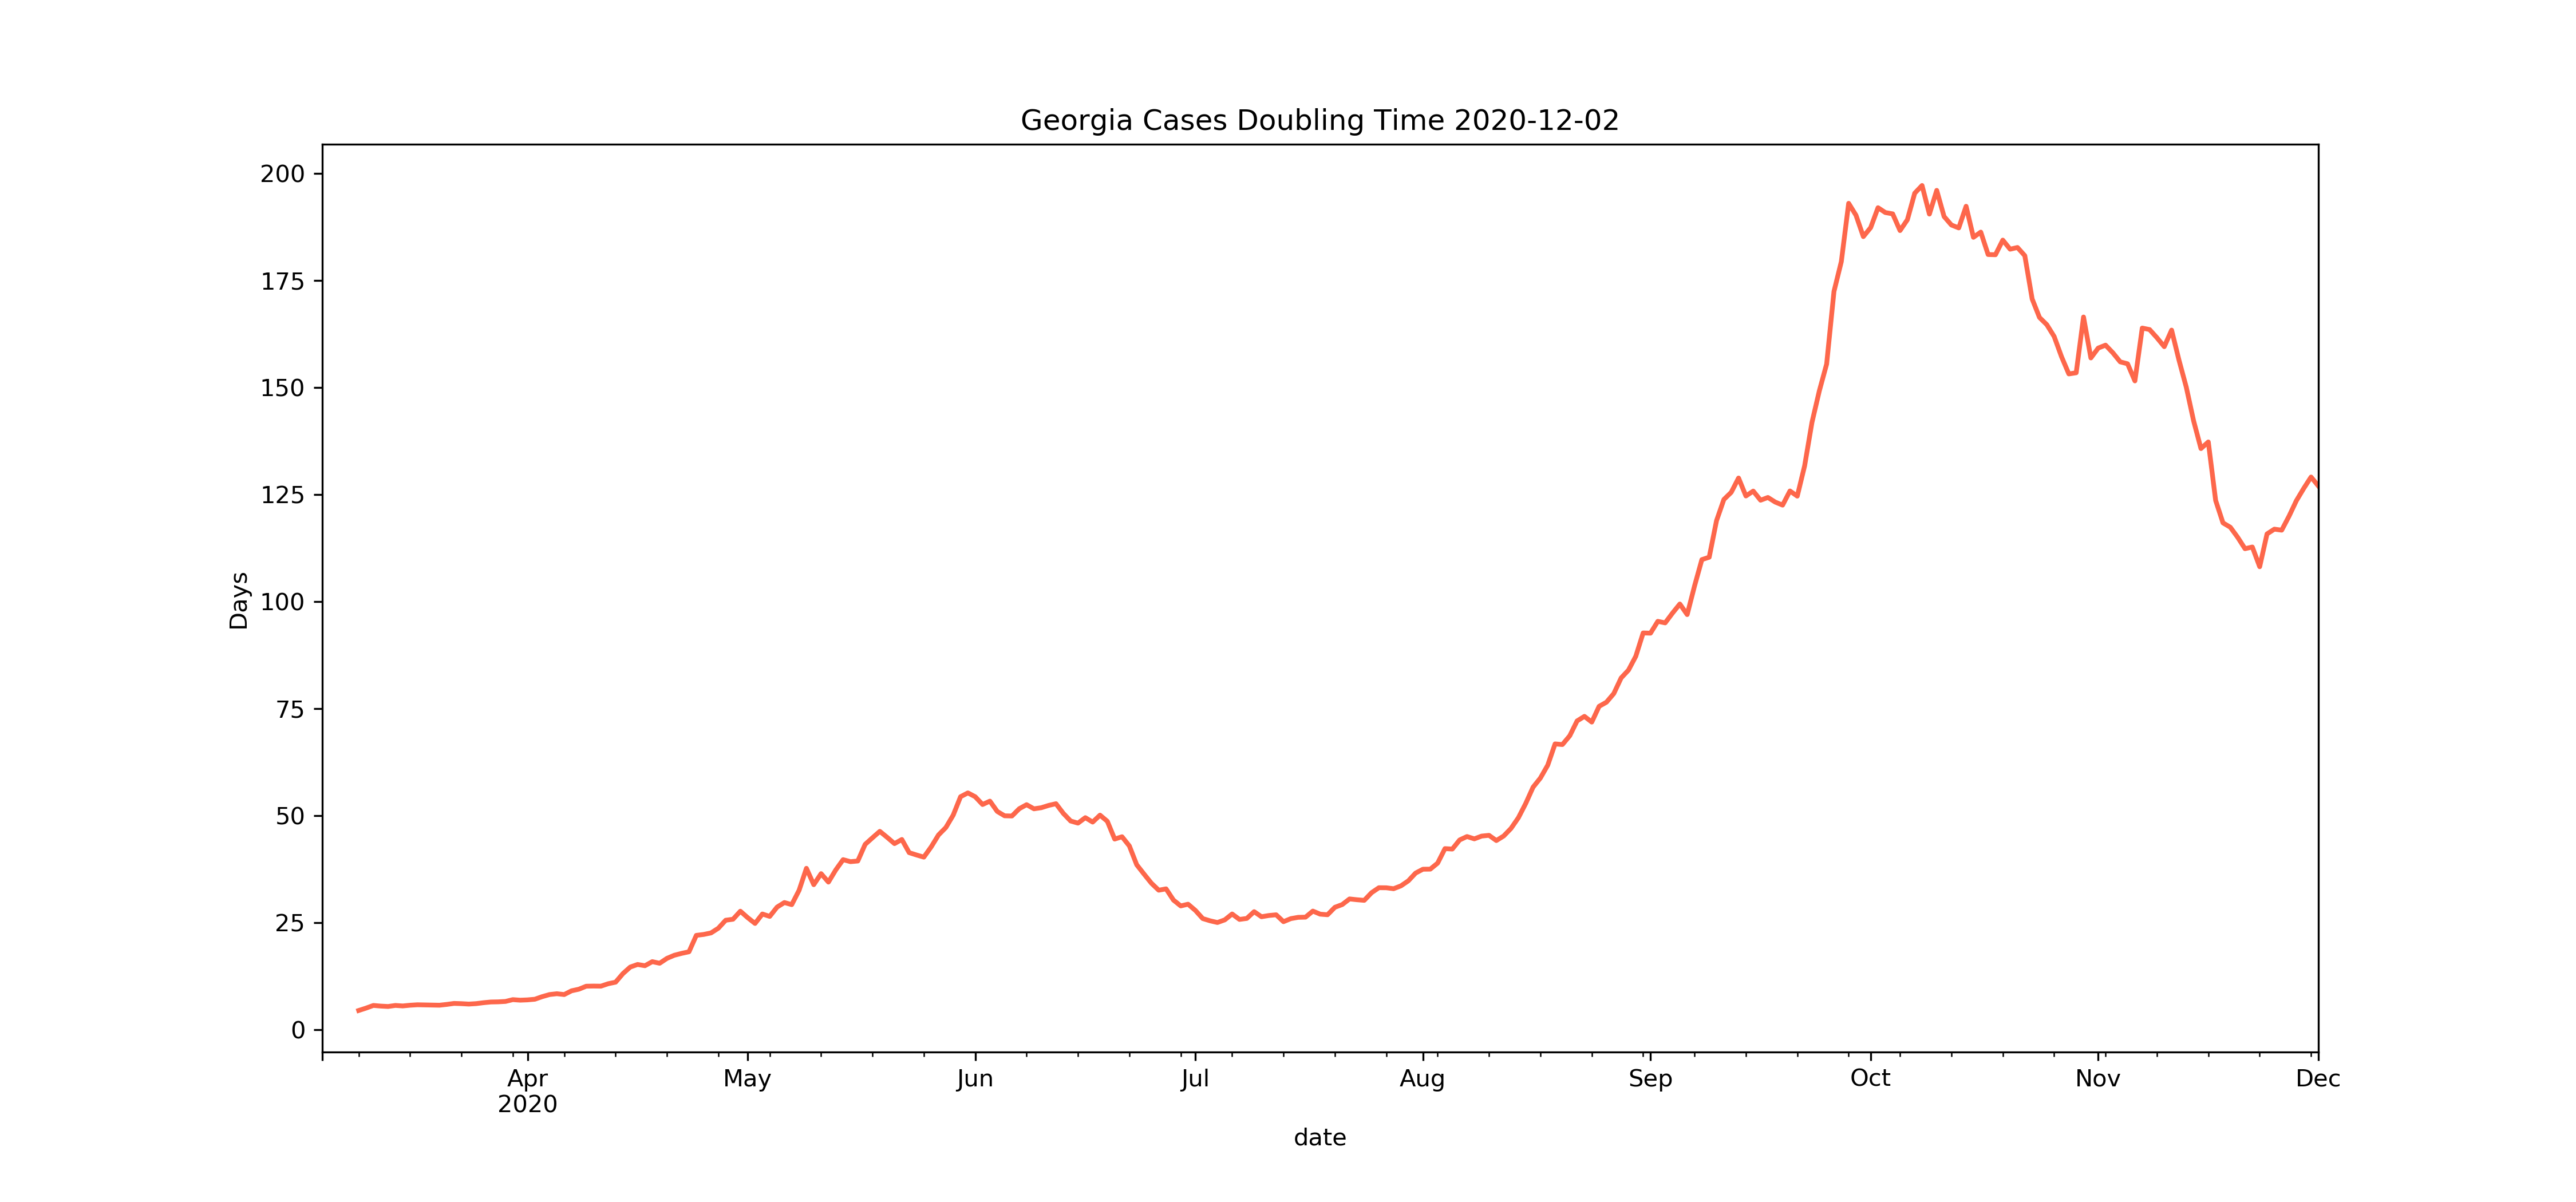 Georgia Cases Doubling Time 2020-12-02
200
175
150
125
100
75
50
25
0
Days
Apr May Jun Jul Aug Sep Oct Nov Dec
2020
date